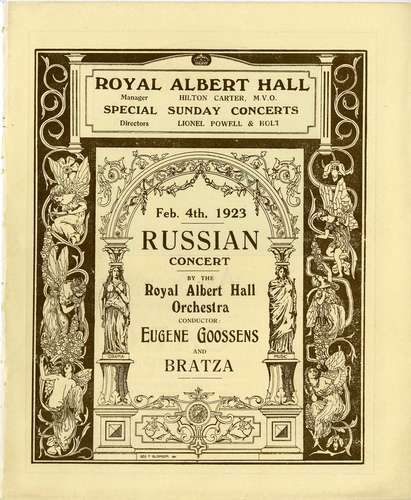 ROYAL ALBERT HALL
Manager HILTON CARTER, M.V.O.
SPECIAL SUNDAY CONCERTS
Directors LIONEL POWELL & HOLT
Feb. 4th, 1923
RUSSIAN
CONCERT
BY THE
Royal Albert Hall
Orchestra
CONDUCTOR:
EUGENE GOOSSENS
AND
BRATZA
DRAMA MUSIC